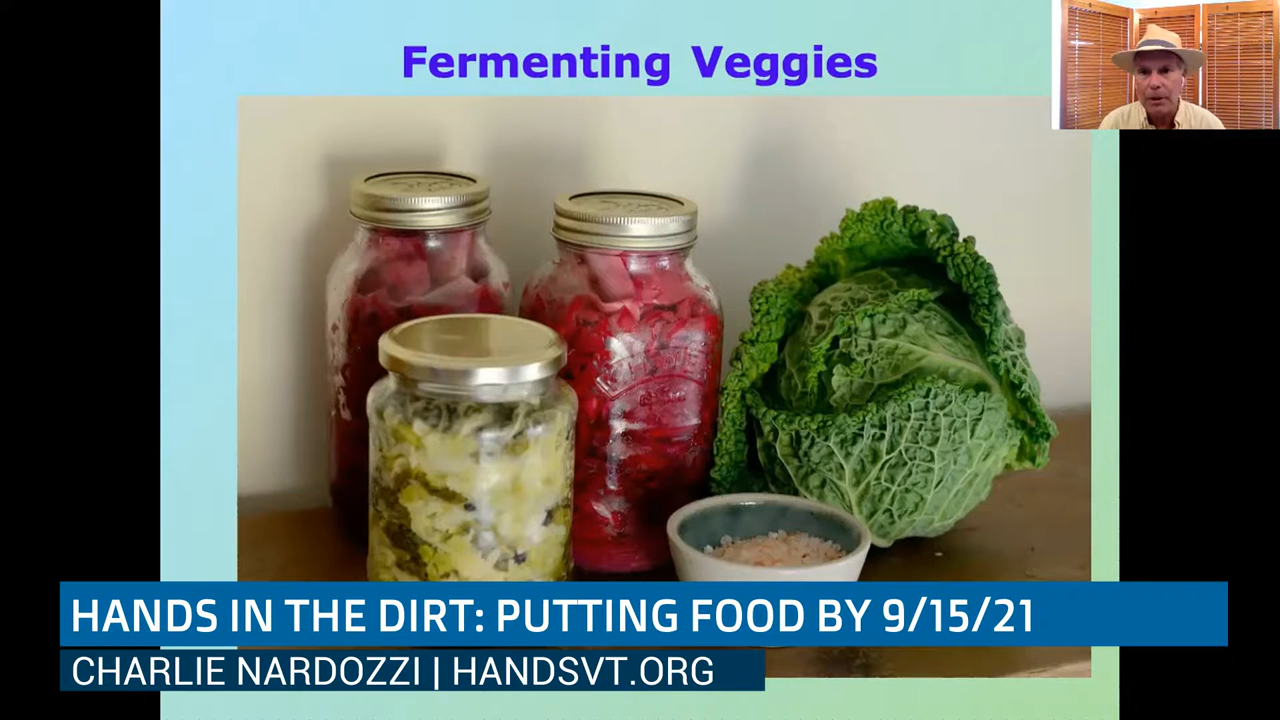 Fermenting Veggies
HANDS IN THE DIRT: PUTTING FOOD BY 9/15/21
CHARLIE NARDOZZI | HANDSVT.ORG